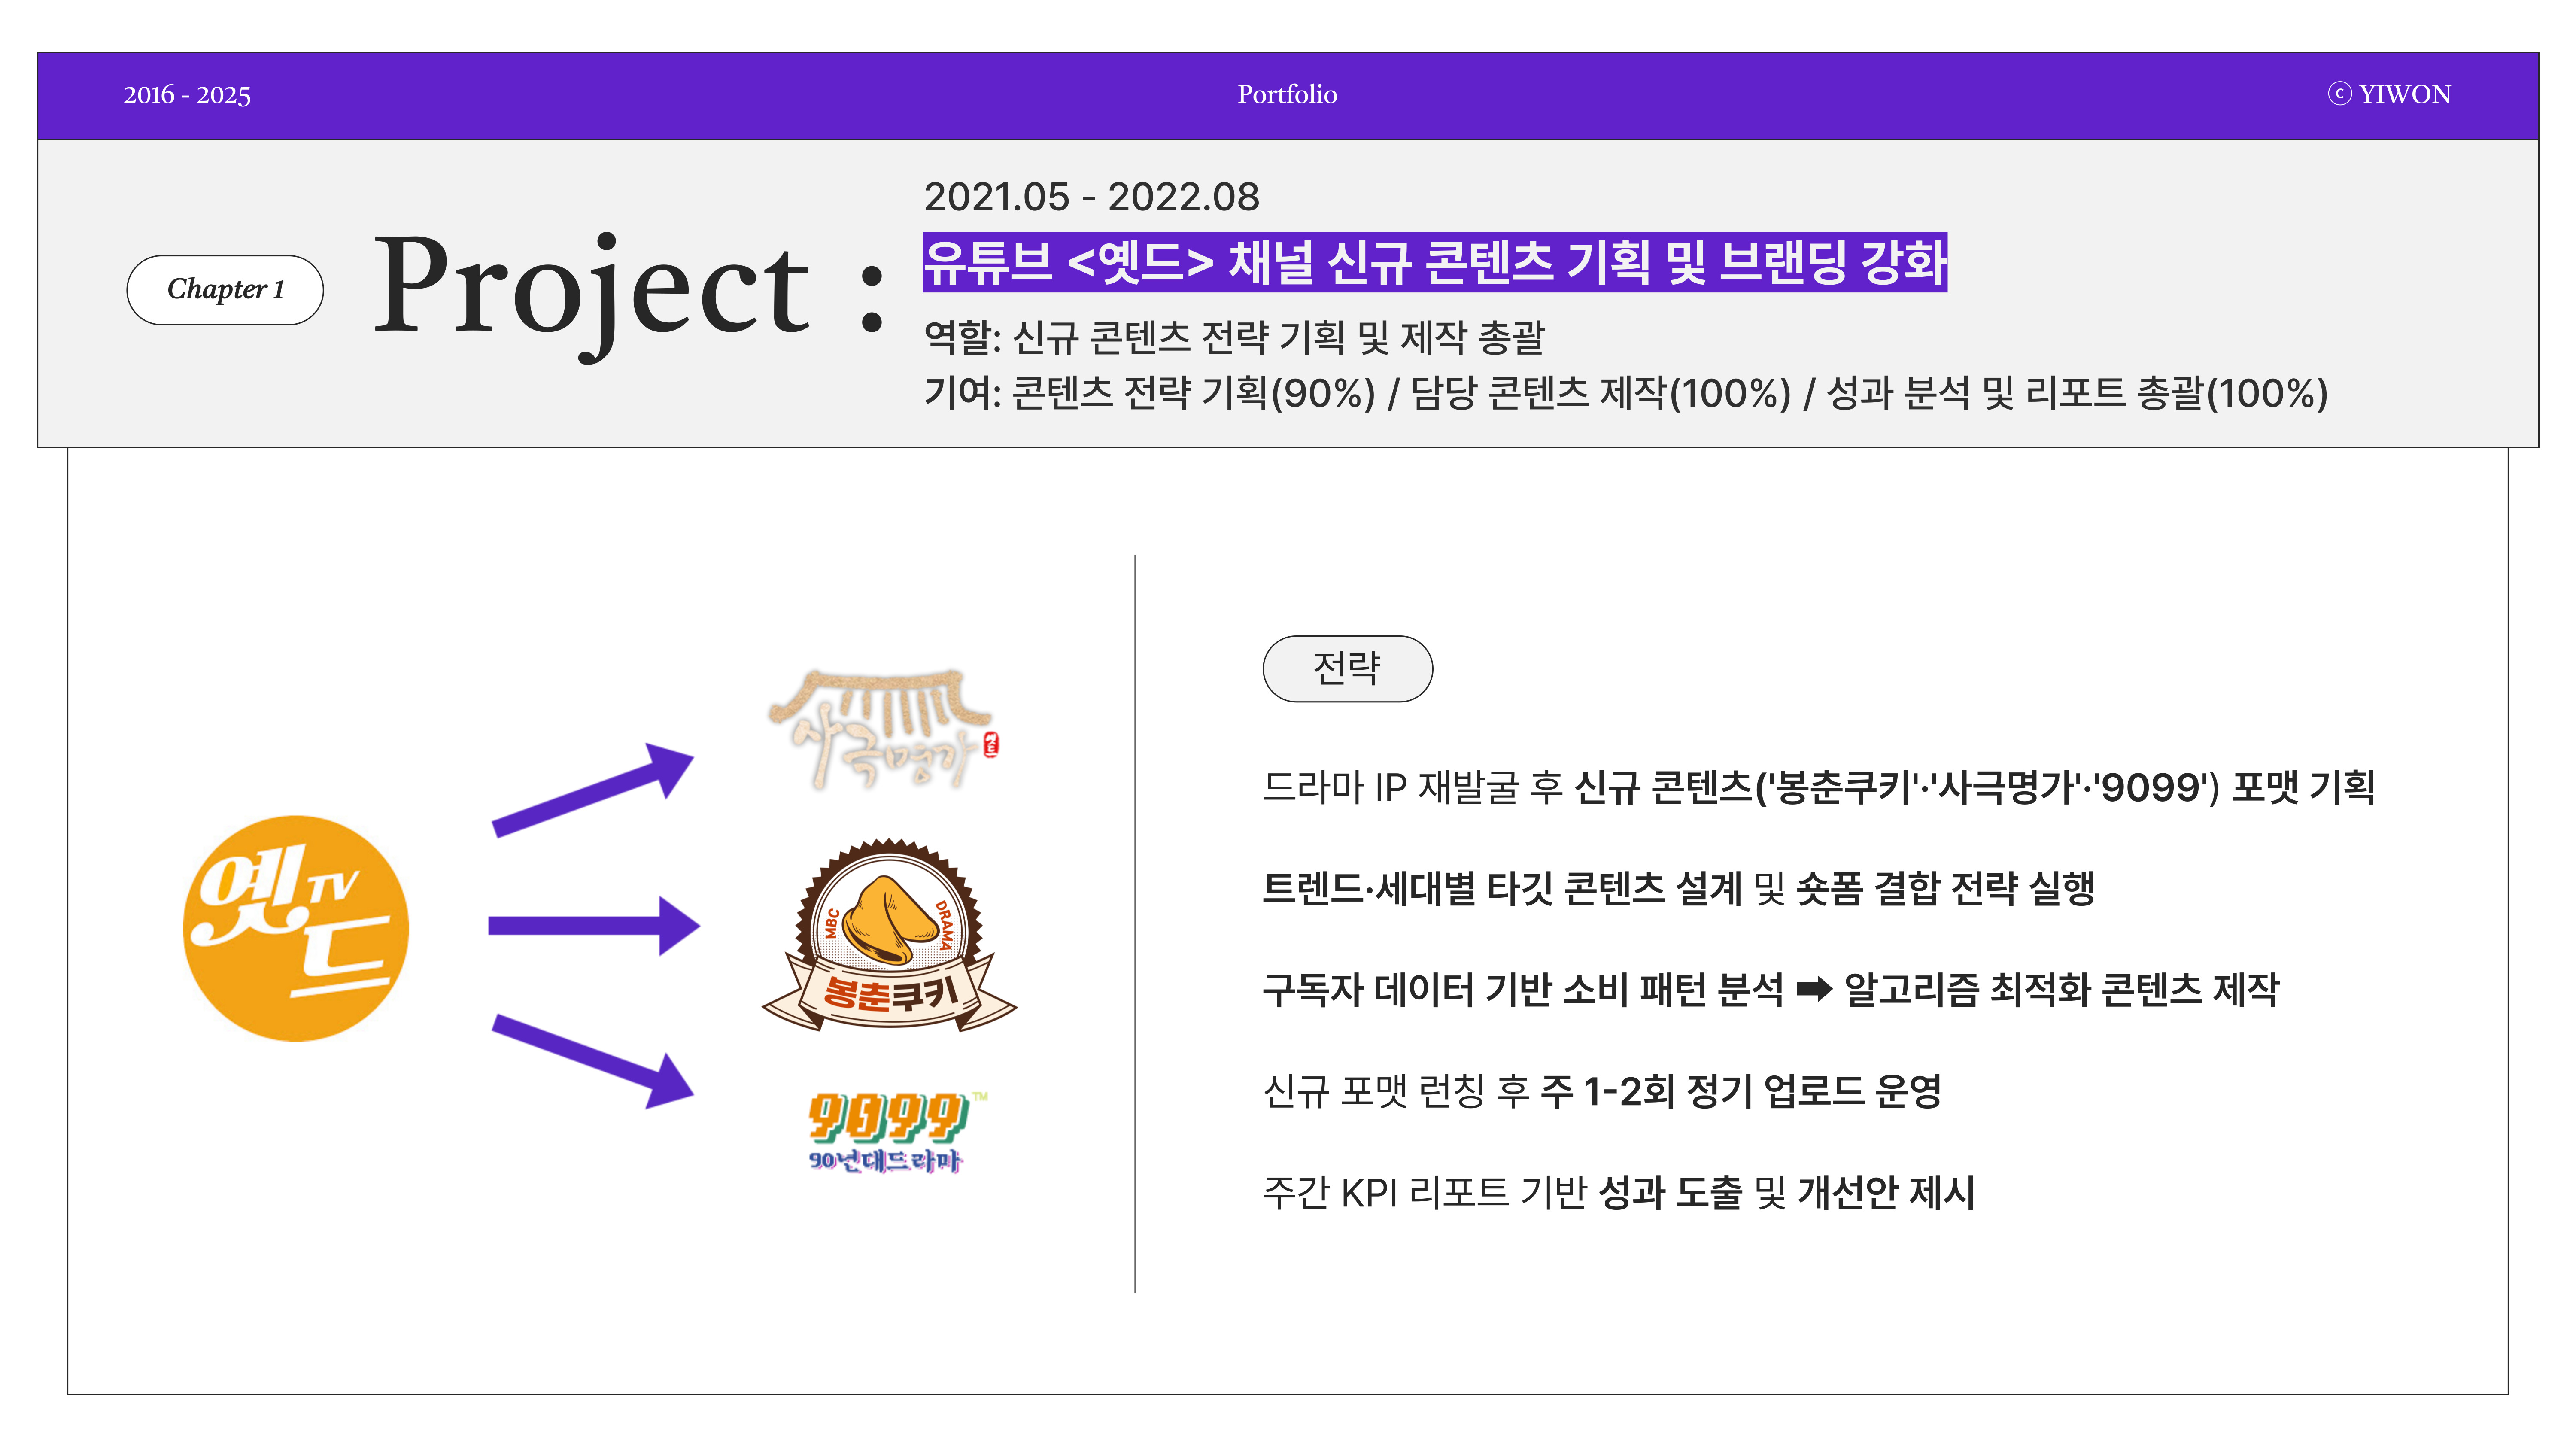 2016 - 2025
Portfolio
ⓒ YIWON
Chapter 1
Project :
2021.05 - 2022.08
유튜브 <옛드> 채널 신규 콘텐츠 기획 및 브랜딩 강화
역할: 신규 콘텐츠 전략 기획 및 제작 총괄
기여: 콘텐츠 전략 기획(90%) / 담당 콘텐츠 제작(100%) / 성과 분석 및 리포트 총괄(100%)
옛드TV
사극명가
옛드
MBC DRAMA
봉춘쿠키
9099™
90년대드라마
전략
드라마 IP 재발굴 후 신규 콘텐츠('봉춘쿠키'·'사극명가'·'9099') 포맷 기획
트렌드·세대별 타깃 콘텐츠 설계 및 숏폼 결합 전략 실행
구독자 데이터 기반 소비 패턴 분석 ➡ 알고리즘 최적화 콘텐츠 제작
신규 포맷 런칭 후 주 1-2회 정기 업로드 운영
주간 KPI 리포트 기반 성과 도출 및 개선안 제시